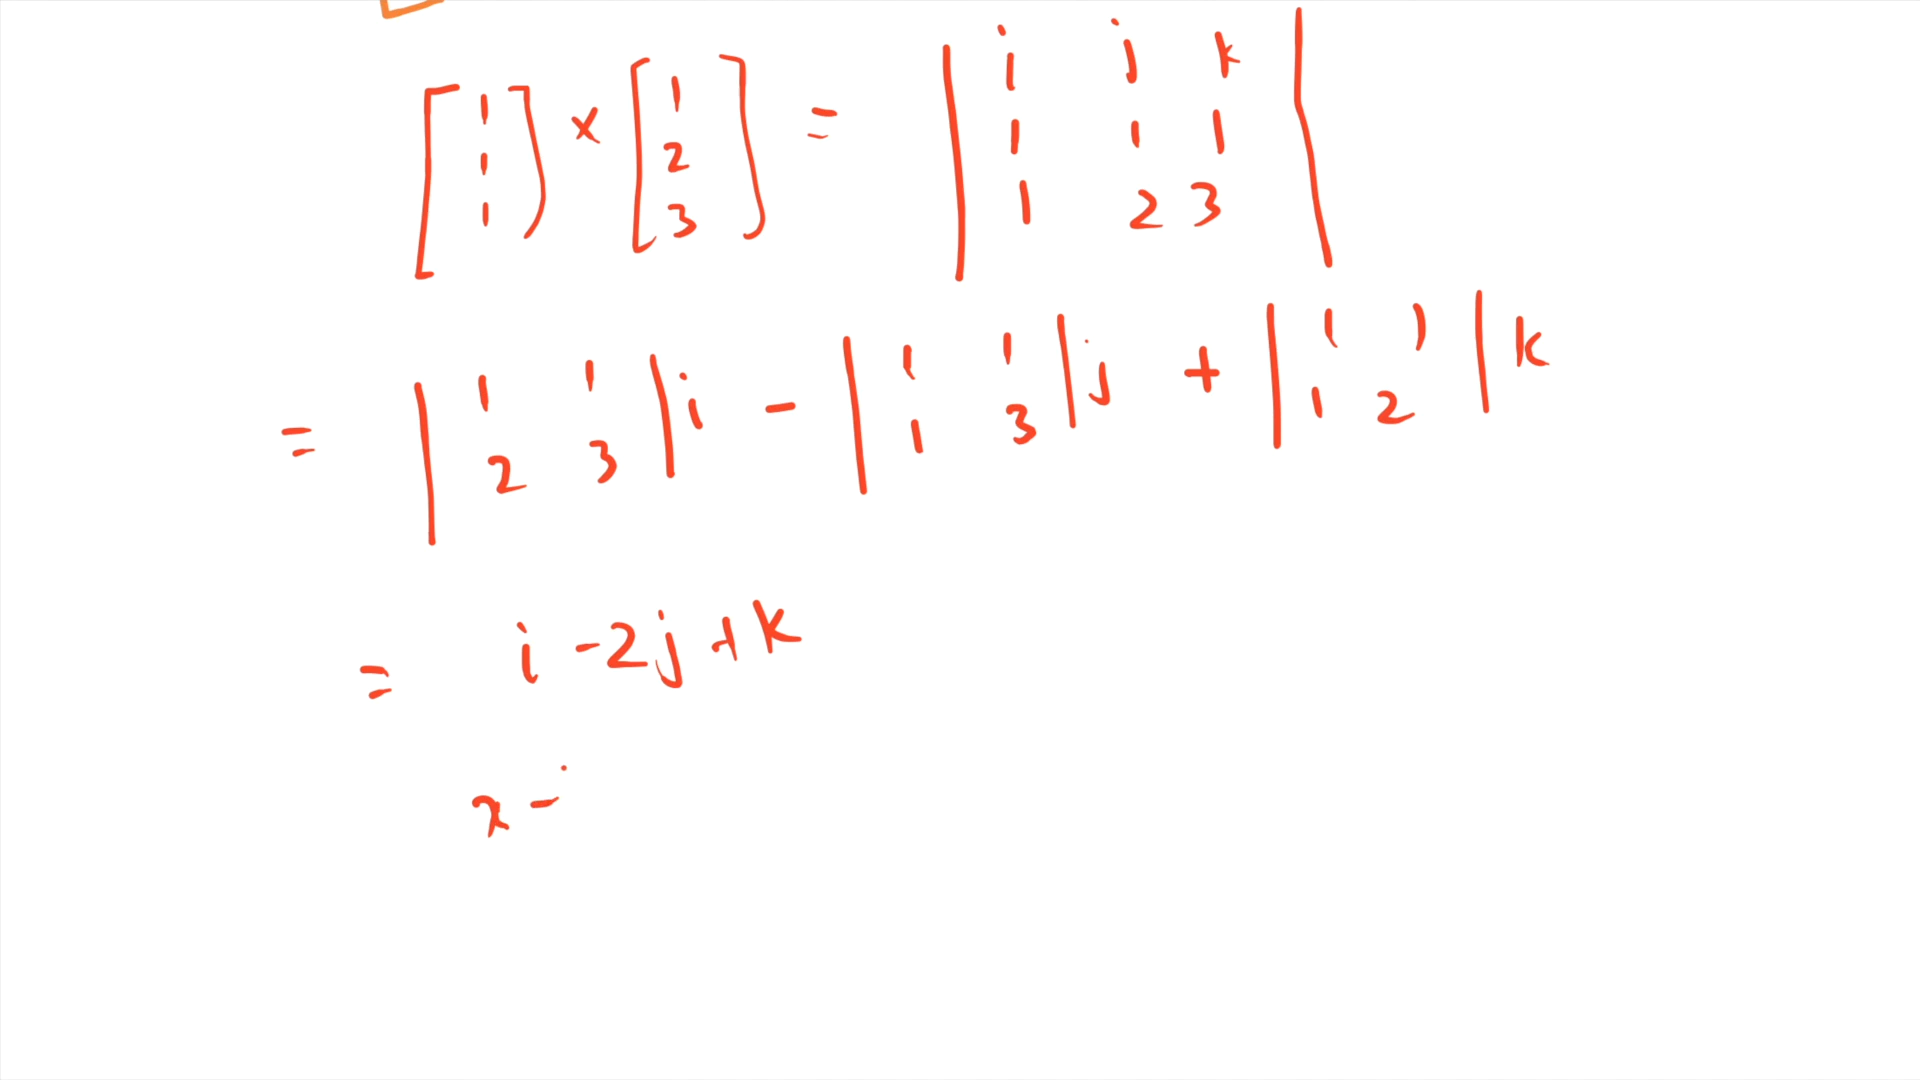 [1 1 1] × [1 2 3] = | i j k |
| 1 1 1 |
| 1 2 3 |
= | 1 1 | i - | 1 1 | j + | 1 1 | k
| 2 3 | | 1 3 | | 1 2 |
= i - 2j + k
x -